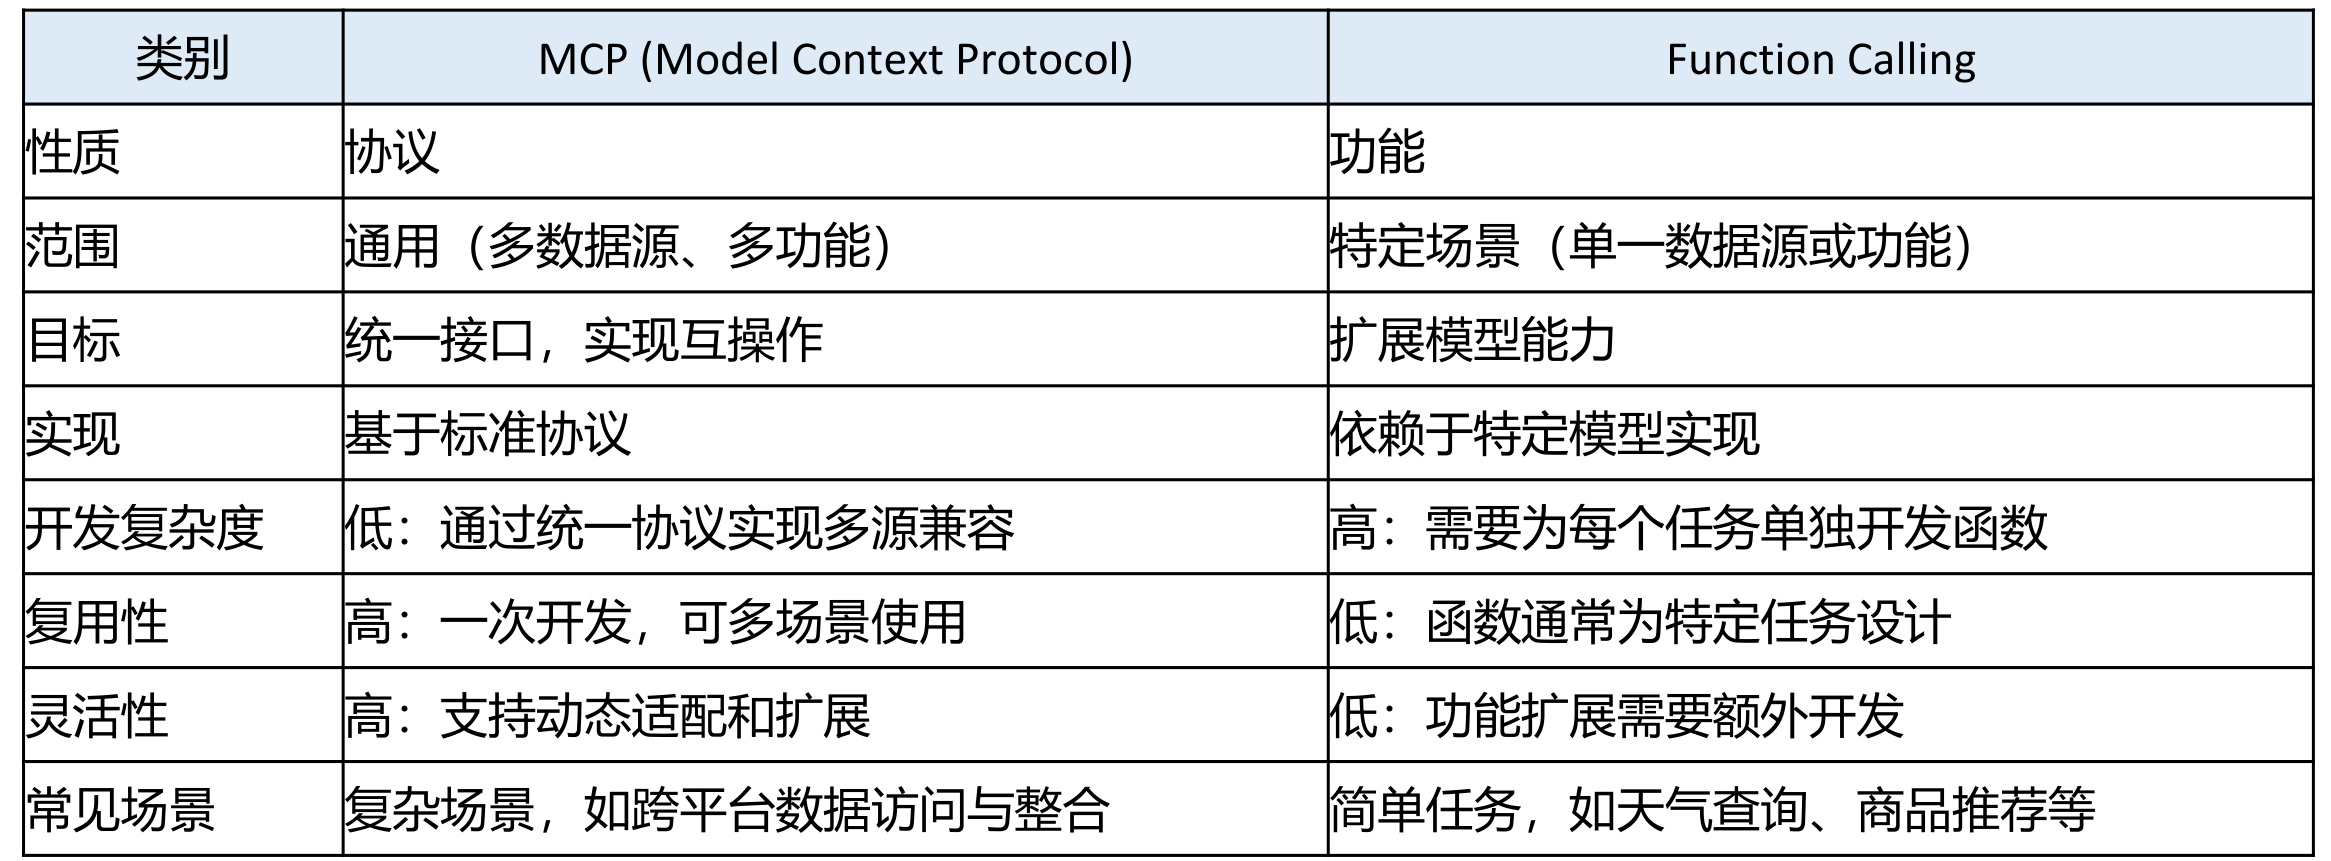 类别 MCP (Model Context Protocol) Function Calling
性质 协议 功能
范围 通用（多数据源、多功能） 特定场景（单一数据源或功能）
目标 统一接口，实现互操作 扩展模型能力
实现 基于标准协议 依赖于特定模型实现
开发复杂度 低：通过统一协议实现多源兼容 高：需要为每个任务单独开发函数
复用性 高：一次开发，可多场景使用 低：函数通常为特定任务设计
灵活性 高：支持动态适配和扩展 低：功能扩展需要额外开发
常见场景 复杂场景，如跨平台数据访问与整合 简单任务，如天气查询、商品推荐等